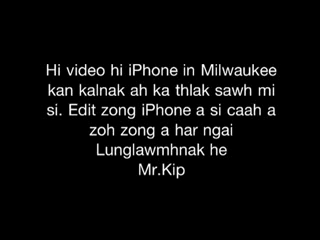 Hi video hi iPhone in Milwaukee
kan kalnak ah ka thlak sawh mi
si. Edit zong iPhone a si caah a
zoh zong a har ngai
Lunglawmhnak he
Mr.Kip